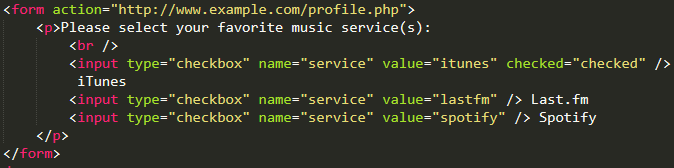 <form action="http://www.example.com/profile.php">
<p>Please select your favorite music service(s):
<br />
<input type="checkbox" name="service" value="itunes" checked="checked" />
iTunes
<input type="checkbox" name="service" value="lastfm" /> Last.fm
<input type="checkbox" name="service" value="spotify" /> Spotify
</p>
</form>